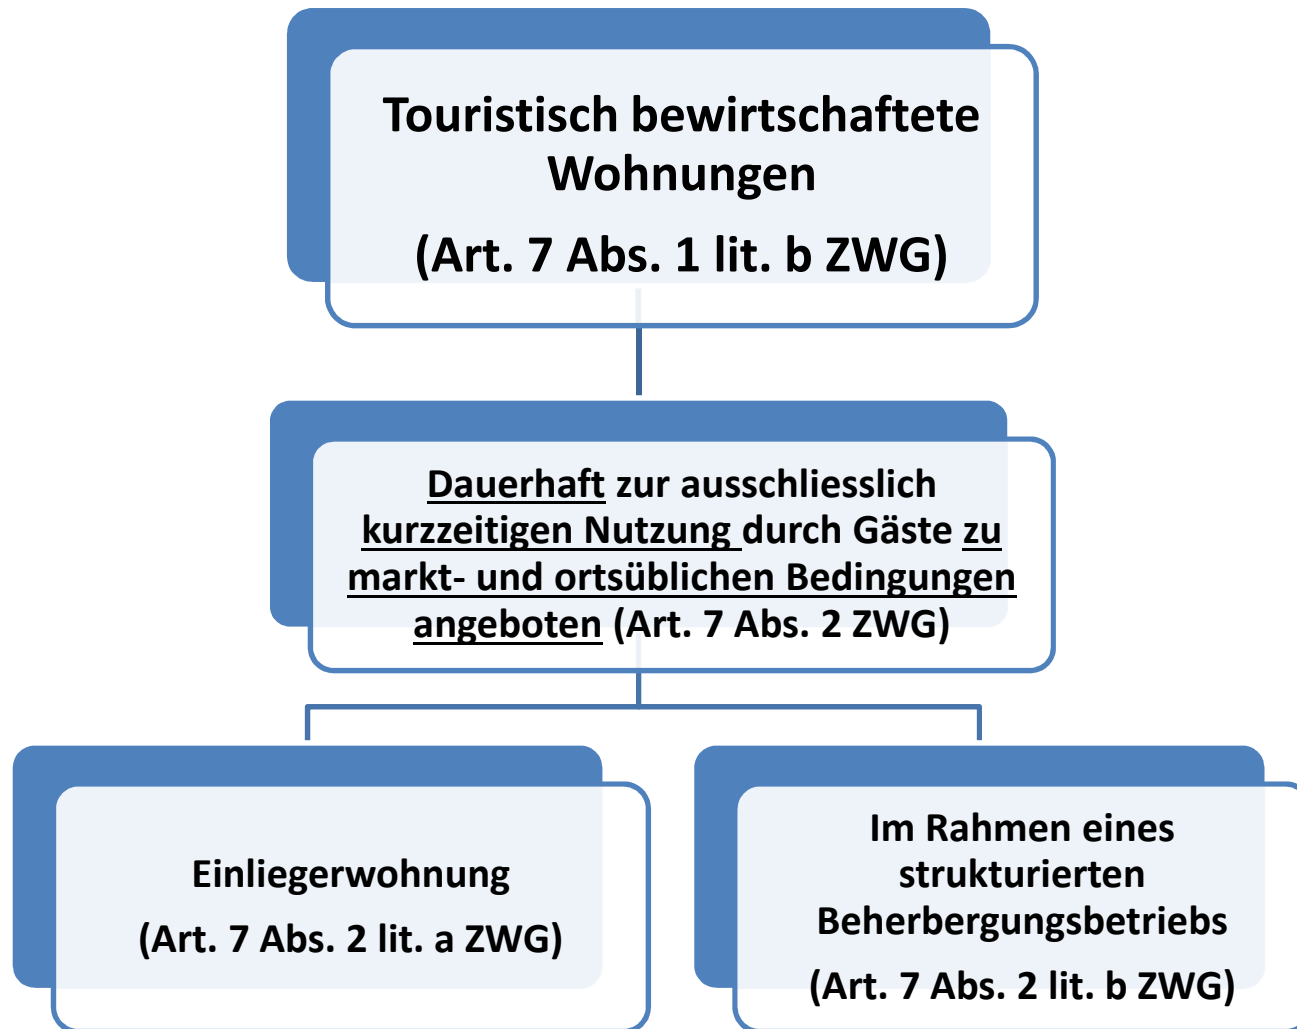 Touristisch bewirtschaftete
Wohnungen
(Art. 7 Abs. 1 lit. b ZWG)
Dauerhaft zur ausschliesslich
kurzzeitigen Nutzung durch Gäste zu
markt- und ortsüblichen Bedingungen
angeboten (Art. 7 Abs. 2 ZWG)
Einliegerwohnung
(Art. 7 Abs. 2 lit. a ZWG)
Im Rahmen eines
strukturierten
Beherbergungsbetriebs
(Art. 7 Abs. 2 lit. b ZWG)